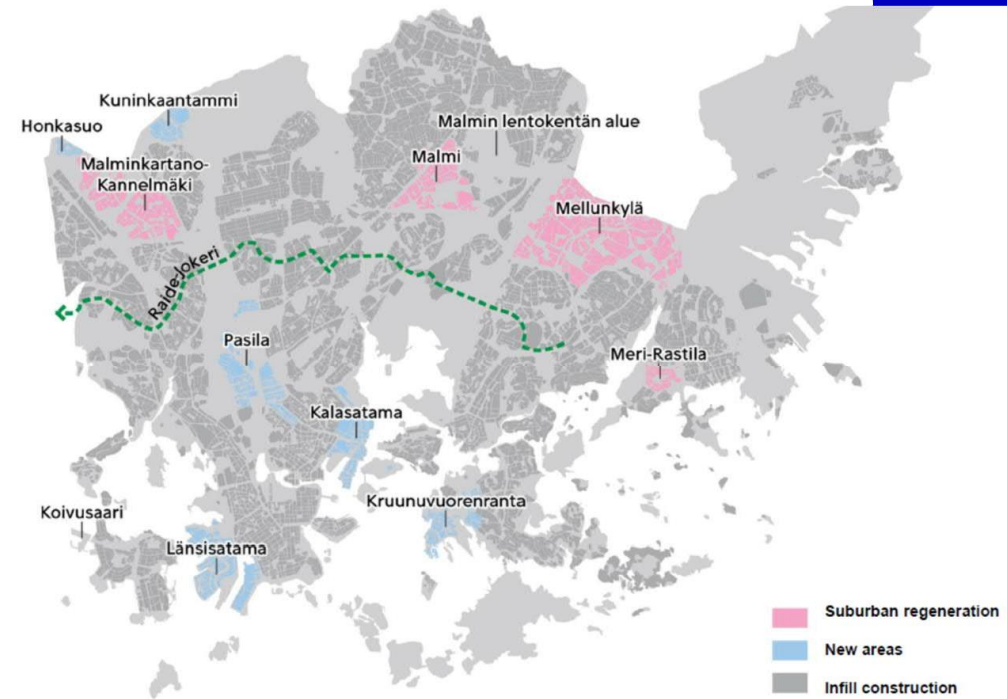 Kuninkaantammi
Honkasuo
Malminkartano-
Kannelmäki
Malmin lentokentän alue
Malmi
Mellunkylä
Raide-Jokeri
Pasila
Meri-Rastila
Kalasatama
Kruunuvuorenranta
Koivusaari
Länsisatama
Suburban regeneration
New areas
Infill construction